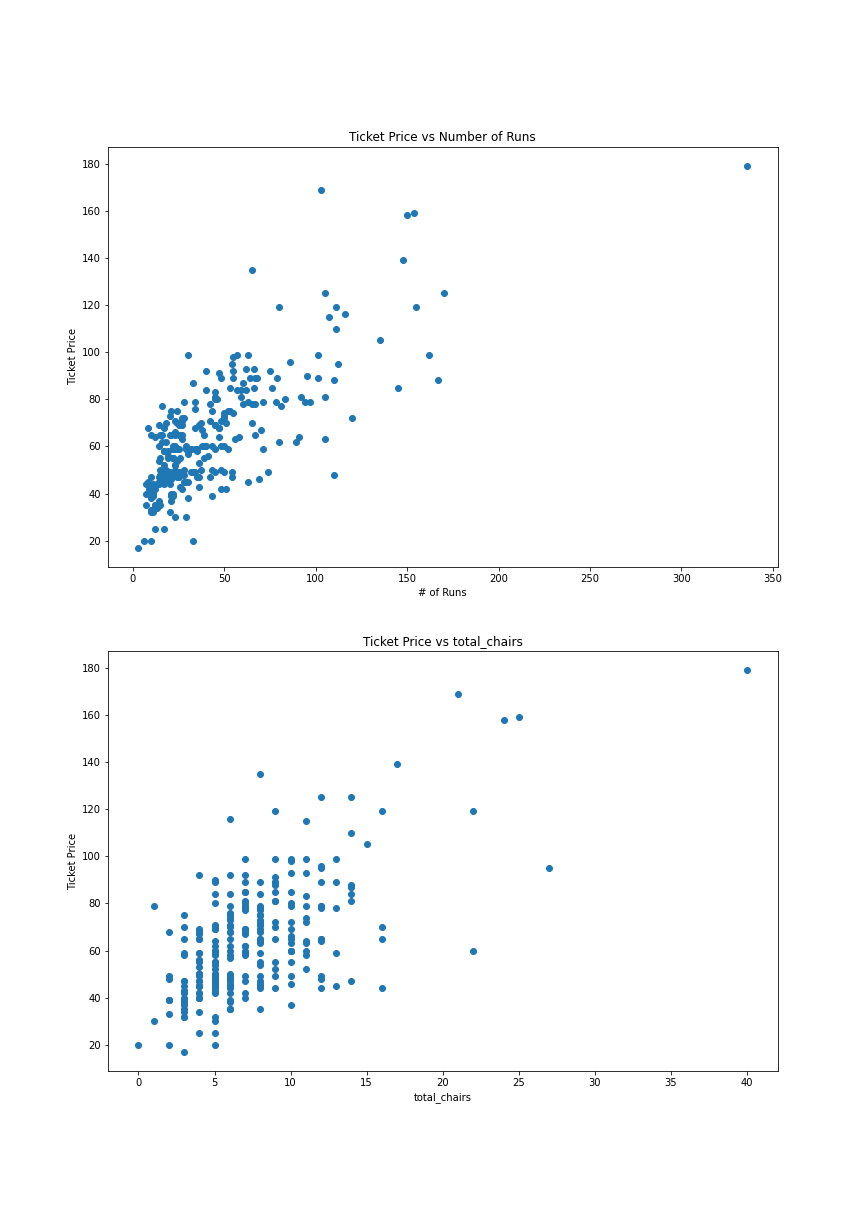 Ticket Price vs Number of Runs
180
160
140
120
100
80
60
40
20
Ticket Price
0 50 100 150 200 250 300 350
# of Runs
Ticket Price vs total_chairs
180
160
140
120
100
80
60
40
20
Ticket Price
0 5 10 15 20 25 30 35 40
total_chairs